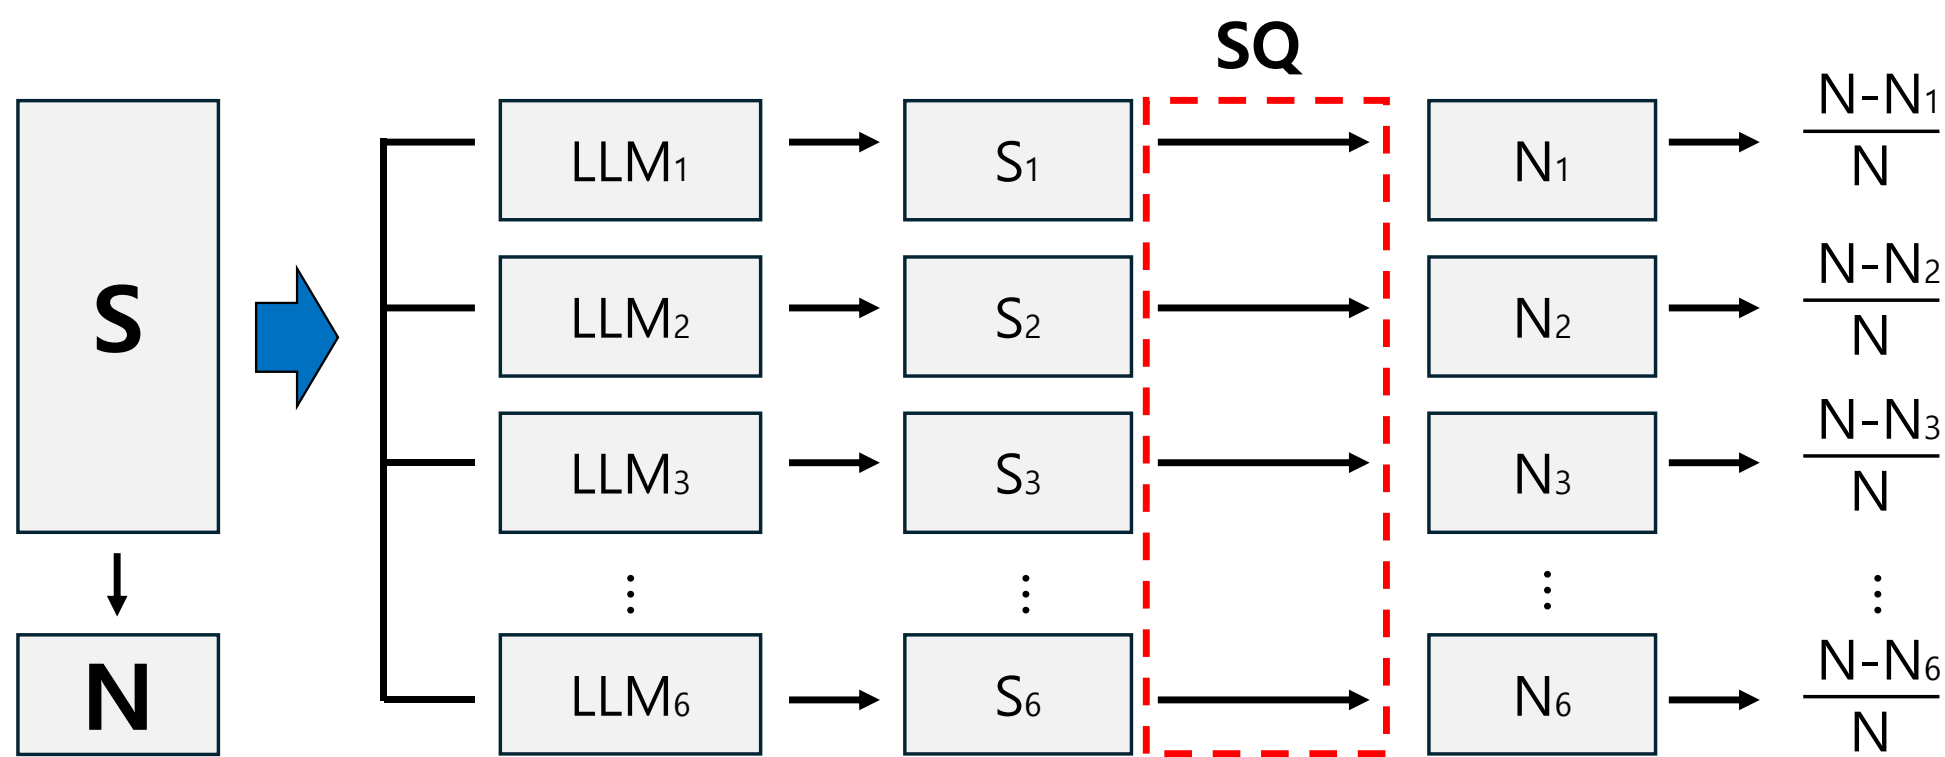 SQ
S
N
LLM1
S1
N1
N-N1
N
LLM2
S2
N2
N-N2
N
LLM3
S3
N3
N-N3
N
⋮ ⋮ ⋮ ⋮
LLM6
S6
N6
N-N6
N